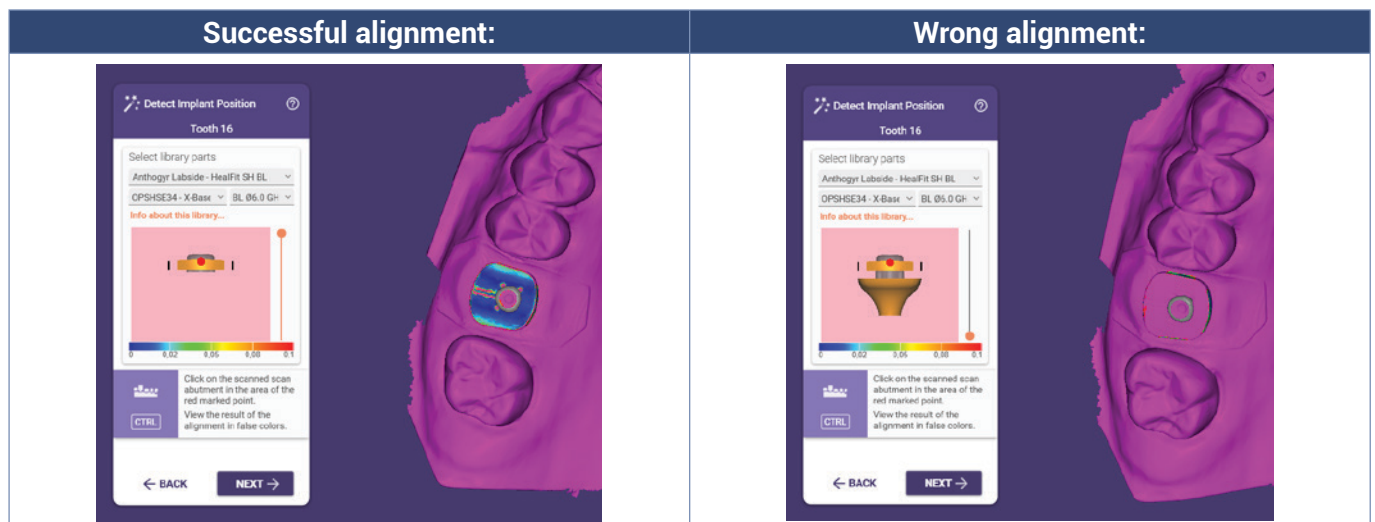 Successful alignment:
Wrong alignment:
Detect Implant Position
Tooth 16
Select library parts
Anthogyr Labside - HealFit SH BL
OPSHSE34 - X-Base BL Ø6.0 GH
Info about this library...
0 0,02 0,05 0,08 0,1
Click on the scanned scan
abutment in the area of the
red marked point.
CTRL
View the result of the
alignment in false colors.
BACK NEXT
Detect Implant Position
Tooth 16
Select library parts
Anthogyr Labside - HealFit SH BL
OPSHSE34 - X-Base BL Ø6.0 GH
Info about this library...
0 0,02 0,05 0,08 0,1
Click on the scanned scan
abutment in the area of the
red marked point.
CTRL
View the result of the
alignment in false colors.
BACK NEXT